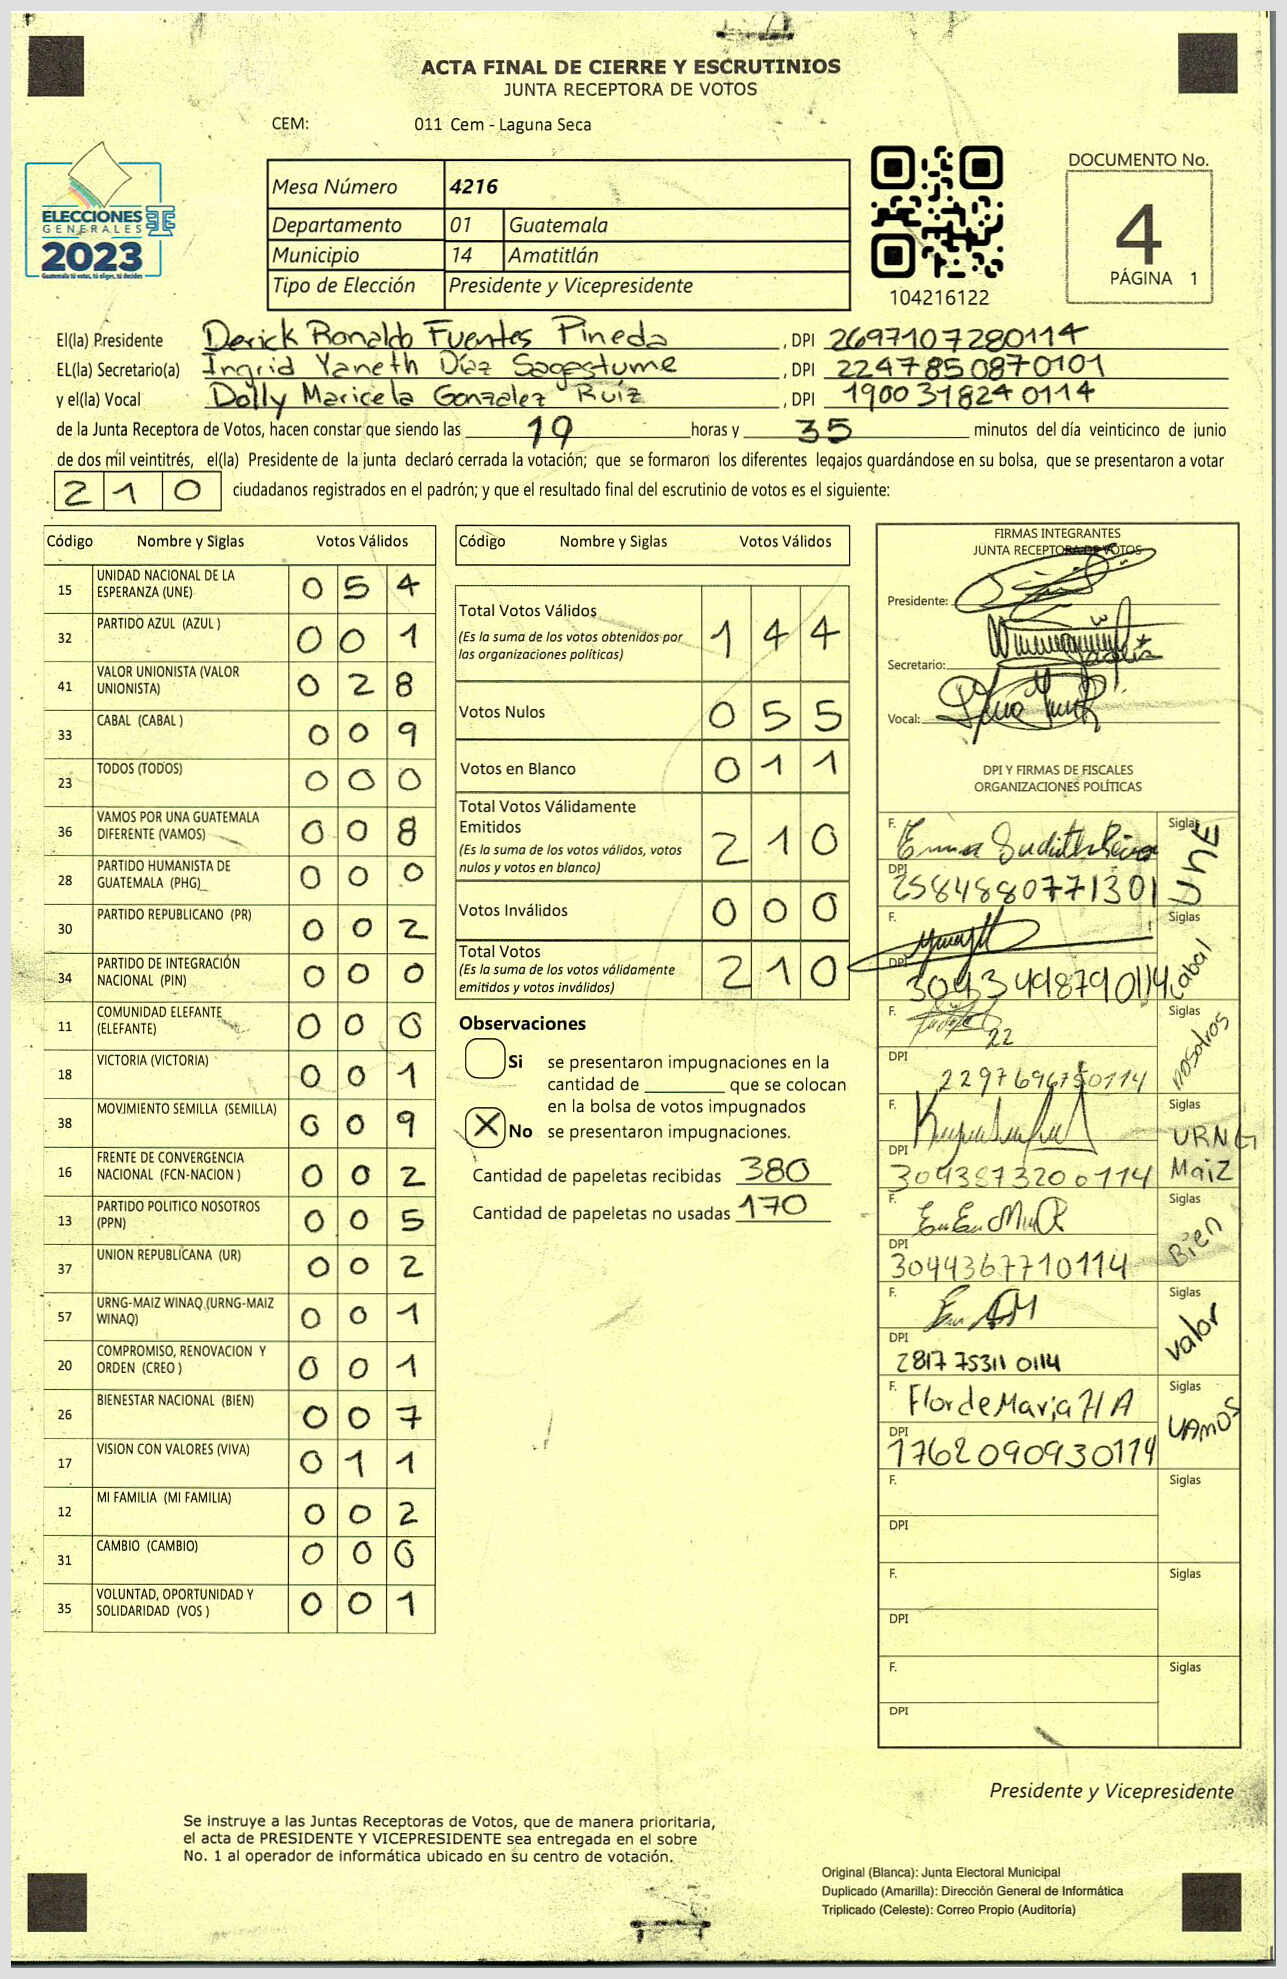 ACTA FINAL DE CIERRE Y ESCRUTINIOS
JUNTA RECEPTORA DE VOTOS
CEM: 011 Cem - Laguna Seca
ELECCIONES
GENERALES
2023
Guatemala tú votas, tú eliges, tú decides
Mesa Número 4216
Departamento 01 Guatemala
Municipio 14 Amatitlán
Tipo de Elección Presidente y Vicepresidente
104216122
DOCUMENTO No.
4
PÁGINA 1
El(la) Presidente Derick Ronaldo Fuentes Pineda, DPI 2697107280114
EL(la) Secretario(a) Ingrid Yaneth Díaz Sagastume, DPI 2247850870101
y el(la) Vocal Dolly Maricela Gonzalez Ruíz, DPI 1900318240114
de la Junta Receptora de Votos, hacen constar que siendo las 19 horas y 35 minutos del día veinticinco de junio
de dos mil veintitrés, el(la) Presidente de la junta declaró cerrada la votación; que se formaron los diferentes legajos guardándose en su bolsa, que se presentaron a votar
210 ciudadanos registrados en el padrón; y que el resultado final del escrutinio de votos es el siguiente:
Código Nombre y Siglas Votos Válidos
15 UNIDAD NACIONAL DE LA ESPERANZA (UNE) 0 5 4
32 PARTIDO AZUL (AZUL ) 0 0 1
41 VALOR UNIONISTA (VALOR UNIONISTA) 0 2 8
33 CABAL (CABAL ) 0 0 9
23 TODOS (TODOS) 0 0 0
36 VAMOS POR UNA GUATEMALA DIFERENTE (VAMOS) 0 0 8
28 PARTIDO HUMANISTA DE GUATEMALA (PHG)_ 0 0 0
30 PARTIDO REPUBLICANO (PR) 0 0 2
34 PARTIDO DE INTEGRACIÓN NACIONAL (PIN) 0 0 0
11 COMUNIDAD ELEFANTE (ELEFANTE) 0 0 0
18 VICTORIA (VICTORIA) 0 0 1
38 MOVIMIENTO SEMILLA (SEMILLA) 0 0 9
16 FRENTE DE CONVERGENCIA NACIONAL (FCN-NACION ) 0 0 2
13 PARTIDO POLITICO NOSOTROS (PPN) 0 0 5
37 UNION REPUBLICANA (UR) 0 0 2
57 URNG-MAIZ WINAQ (URNG-MAIZ WINAQ) 0 0 1
20 COMPROMISO, RENOVACION Y ORDEN (CREO ) 0 0 1
26 BIENESTAR NACIONAL (BIEN) 0 0 7
17 VISION CON VALORES (VIVA) 0 1 1
12 MI FAMILIA (MI FAMILIA) 0 0 2
31 CAMBIO (CAMBIO) 0 0 0
35 VOLUNTAD, OPORTUNIDAD Y SOLIDARIDAD (VOS ) 0 0 1
Código Nombre y Siglas Votos Válidos
Total Votos Válidos 1 4 4
(Es la suma de los votos obtenidos por
las organizaciones políticas)
Votos Nulos 0 5 5
Votos en Blanco 0 1 1
Total Votos Válidamente
Emitidos 2 1 0
(Es la suma de los votos válidos, votos
nulos y votos en blanco)
Votos Inválidos 0 0 0
Total Votos 2 1 0
(Es la suma de los votos válidamente
emitidos y votos inválidos)
Observaciones
Si se presentaron impugnaciones en la
cantidad de ________ que se colocan
en la bolsa de votos impugnados
X No se presentaron impugnaciones.
Cantidad de papeletas recibidas 380
Cantidad de papeletas no usadas 170
FIRMAS INTEGRANTES
JUNTA RECEPTORA DE VOTOS
Presidente:
Secretario:
Vocal:
DPI Y FIRMAS DE FISCALES
ORGANIZACIONES POLÍTICAS
F. Siglas UNE
DPI 2584880771301
F. Siglas Cabal
DPI 3043498790114
F. 22 Siglas nosotros
DPI 2297696750114
F. Siglas URNG MaiZ
DPI 3043873200114
F. Siglas Bien
DPI 3044367710114
F. Siglas valor
DPI 2817 75311 0114
F. Flor de Maria H A Siglas VAMOS
DPI 1762090930114
F. Siglas
DPI
F. Siglas
DPI
F. Siglas
DPI
Presidente y Vicepresidente
Se instruye a las Juntas Receptoras de Votos, que de manera prioritaria,
el acta de PRESIDENTE Y VICEPRESIDENTE sea entregada en el sobre
No. 1 al operador de informática ubicado en su centro de votación.
Original (Blanca): Junta Electoral Municipal
Duplicado (Amarilla): Dirección General de Informática
Triplicado (Celeste): Correo Propio (Auditoría)